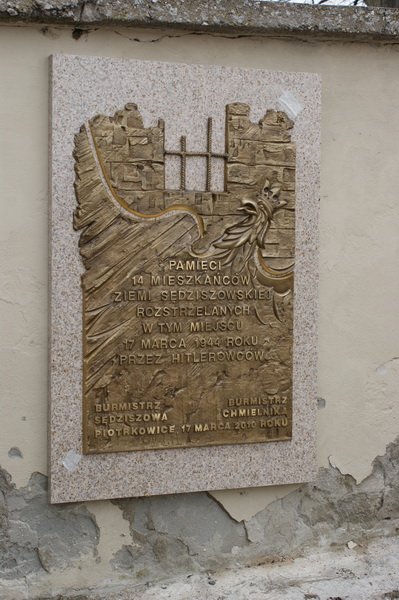 PAMIĘCI
14 MIESZKAŃCÓW
ZIEMI SĘDZISZOWSKIEJ
ROZSTRZELANYCH
W TYM MIEJSCU
17 MARCA 1944 ROKU
PRZEZ HITLEROWCÓW
BURMISTRZ SĘDZISZOWA
BURMISTRZ CHMIELNIKA
PIOTRKOWICE, 17 MARCA 2010 ROKU